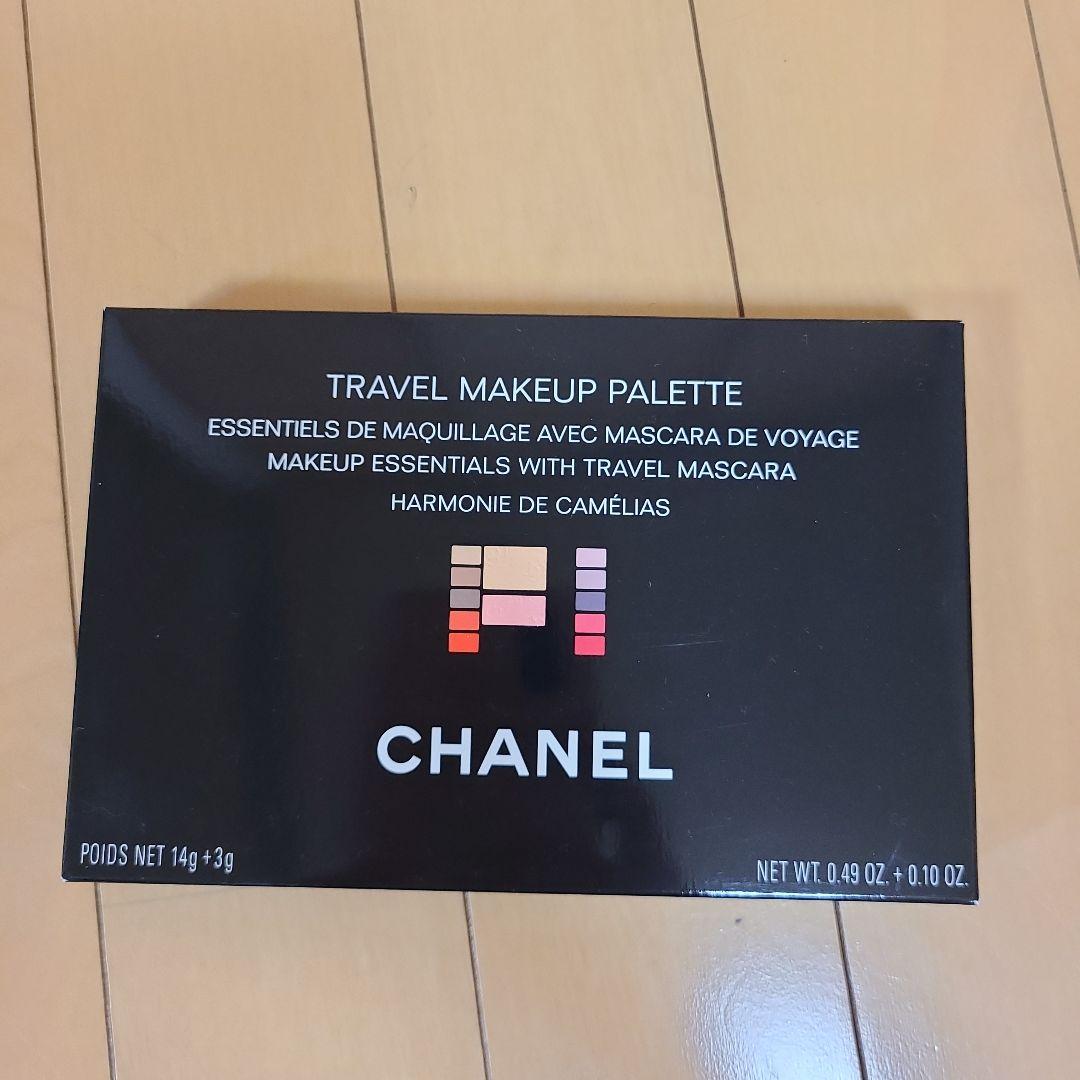 TRAVEL MAKEUP PALETTE
ESSENTIELS DE MAQUILLAGE AVEC MASCARA DE VOYAGE
MAKEUP ESSENTIALS WITH TRAVEL MASCARA
HARMONIE DE CAMÉLIAS
CHANEL
POIDS NET 14g+3g
NET WT. 0.49 OZ. + 0.10 OZ.